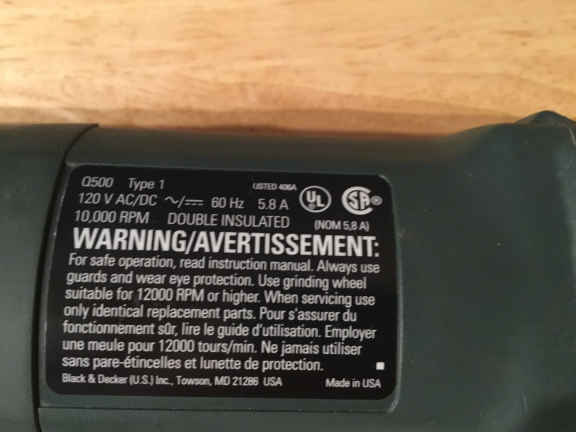 Q500 Type 1 LISTED 406A
120 V AC/DC ~/⎓ 60 Hz 5.8 A UL SA®
10,000 RPM DOUBLE INSULATED (NOM 5,8 A)
WARNING/AVERTISSEMENT:
For safe operation, read instruction manual. Always use
guards and wear eye protection. Use grinding wheel
suitable for 12000 RPM or higher. When servicing use
only identical replacement parts. Pour s'assurer du
fonctionnement sûr, lire le guide d'utilisation. Employer
une meule pour 12000 tours/min. Ne jamais utiliser
sans pare-étincelles et lunette de protection.
Black & Decker (U.S.) Inc., Towson, MD 21286 USA Made in USA